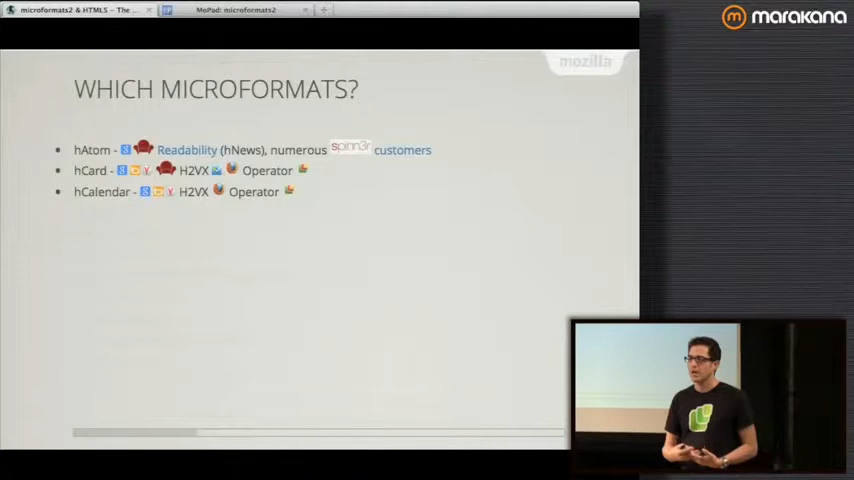 microformats2 & HTML5 - The ...
MoPad: microformats2
marakana
mozilla
WHICH MICROFORMATS?
hAtom - Readability (hNews), numerous spinn3r customers
hCard - H2VX Operator
hCalendar - H2VX Operator